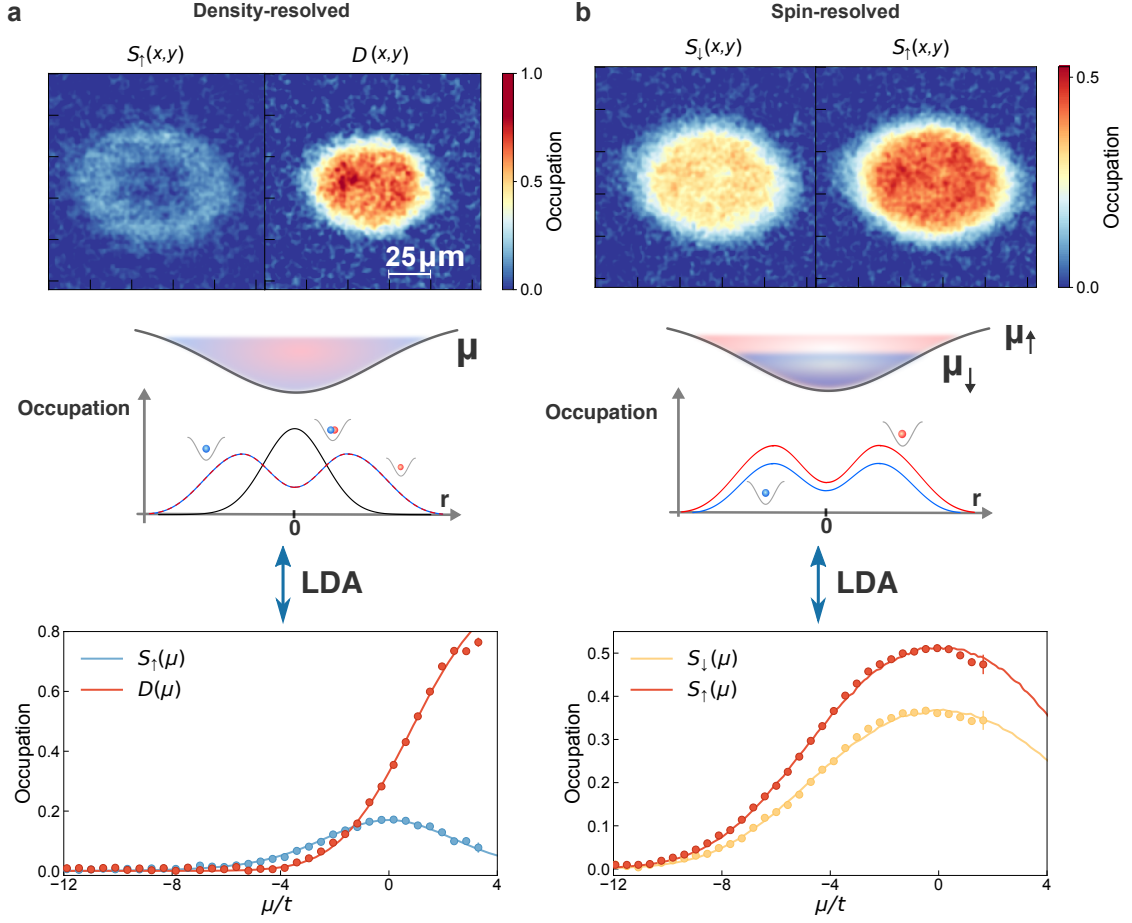 a
Density-resolved
S↑(x,y)
D(x,y)
1.0
0.5
0.0
Occupation
25μm
μ
Occupation
r
0
LDA
0.8
0.6
0.4
0.2
0.0
Occupation
S↑(μ)
D(μ)
−12
−8
−4
0
4
μ/t
b
Spin-resolved
S↓(x,y)
S↑(x,y)
0.5
0.0
Occupation
μ↑
μ↓
Occupation
r
0
LDA
0.5
0.4
0.3
0.2
0.1
0.0
Occupation
S↓(μ)
S↑(μ)
−12
−8
−4
0
4
μ/t